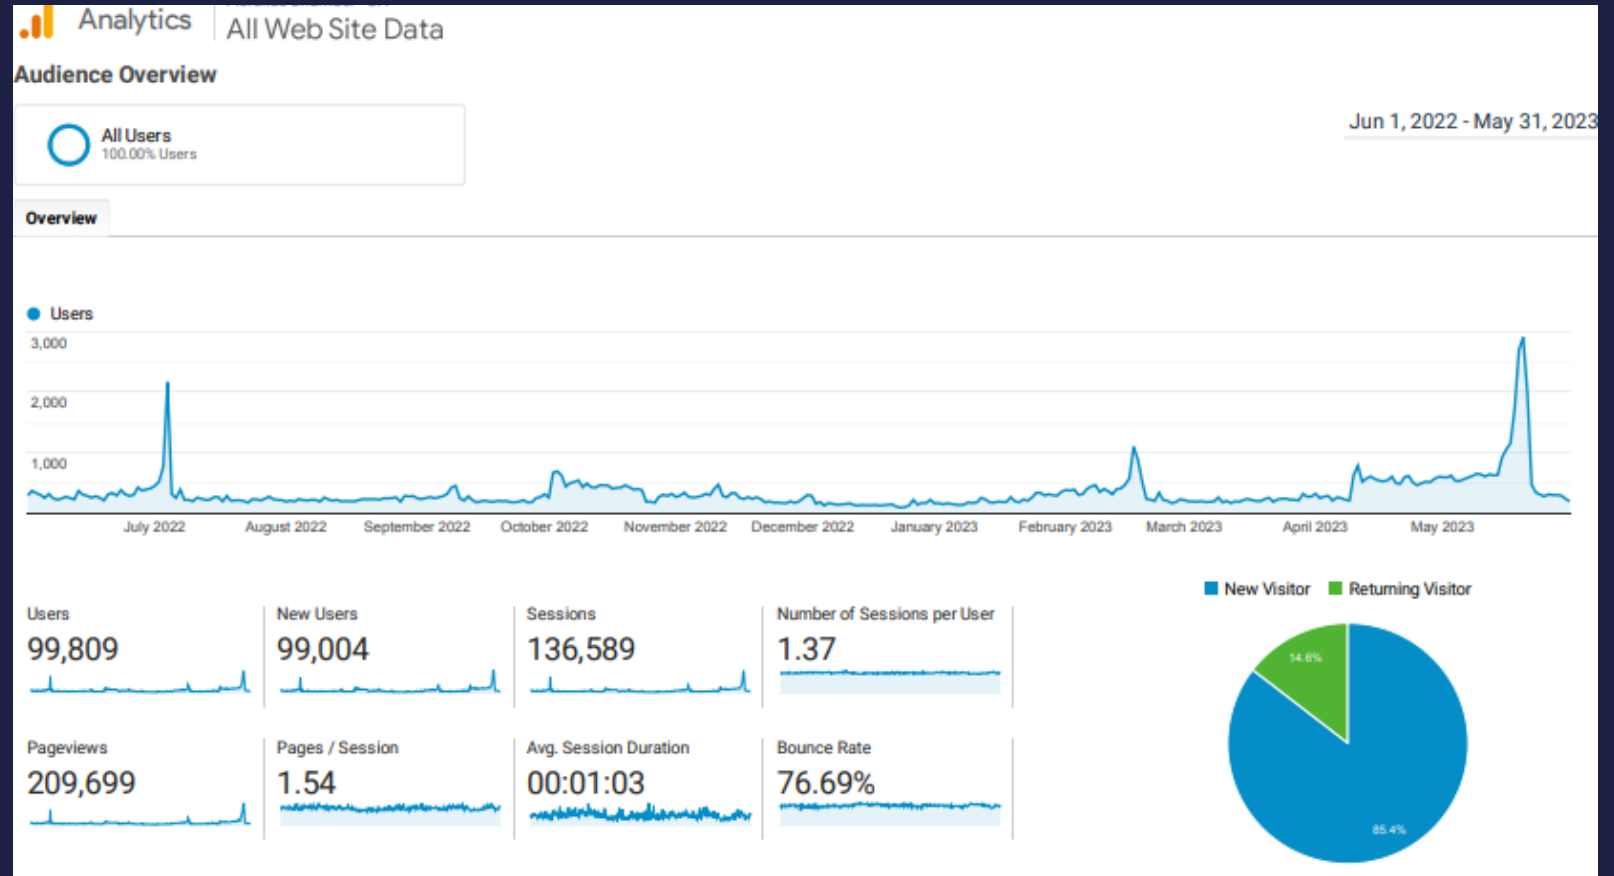 Analytics
All Web Site Data
Audience Overview
All Users
100.00% Users
Jun 1, 2022 - May 31, 2023
Overview
Users
3,000
2,000
1,000
July 2022 August 2022 September 2022 October 2022 November 2022 December 2022 January 2023 February 2023 March 2023 April 2023 May 2023
New Visitor Returning Visitor
Users New Users Sessions Number of Sessions per User
99,809 99,004 136,589 1.37
14.6%
Pageviews Pages / Session Avg. Session Duration Bounce Rate
209,699 1.54 00:01:03 76.69%
85.4%